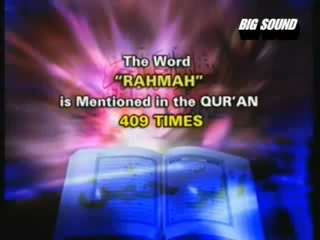 BIG SOUND
The Word
"RAHMAH"
is Mentioned in the QUR'AN
409 TIMES